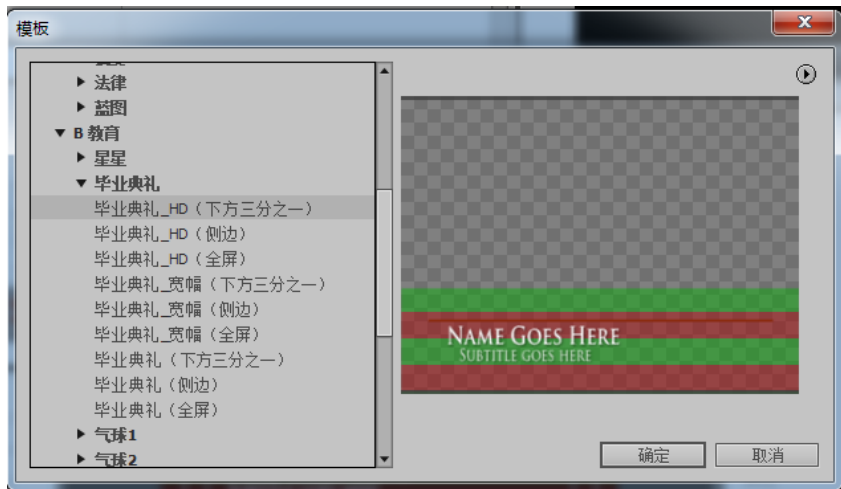 模板
法律
蓝图
B 教育
星星
毕业典礼
毕业典礼_HD（下方三分之一）
毕业典礼_HD（侧边）
毕业典礼_HD（全屏）
毕业典礼_宽幅（下方三分之一）
毕业典礼_宽幅（侧边）
毕业典礼_宽幅（全屏）
毕业典礼（下方三分之一）
毕业典礼（侧边）
毕业典礼（全屏）
气球1
气球2
NAME GOES HERE
SUBTITLE GOES HERE
确定
取消